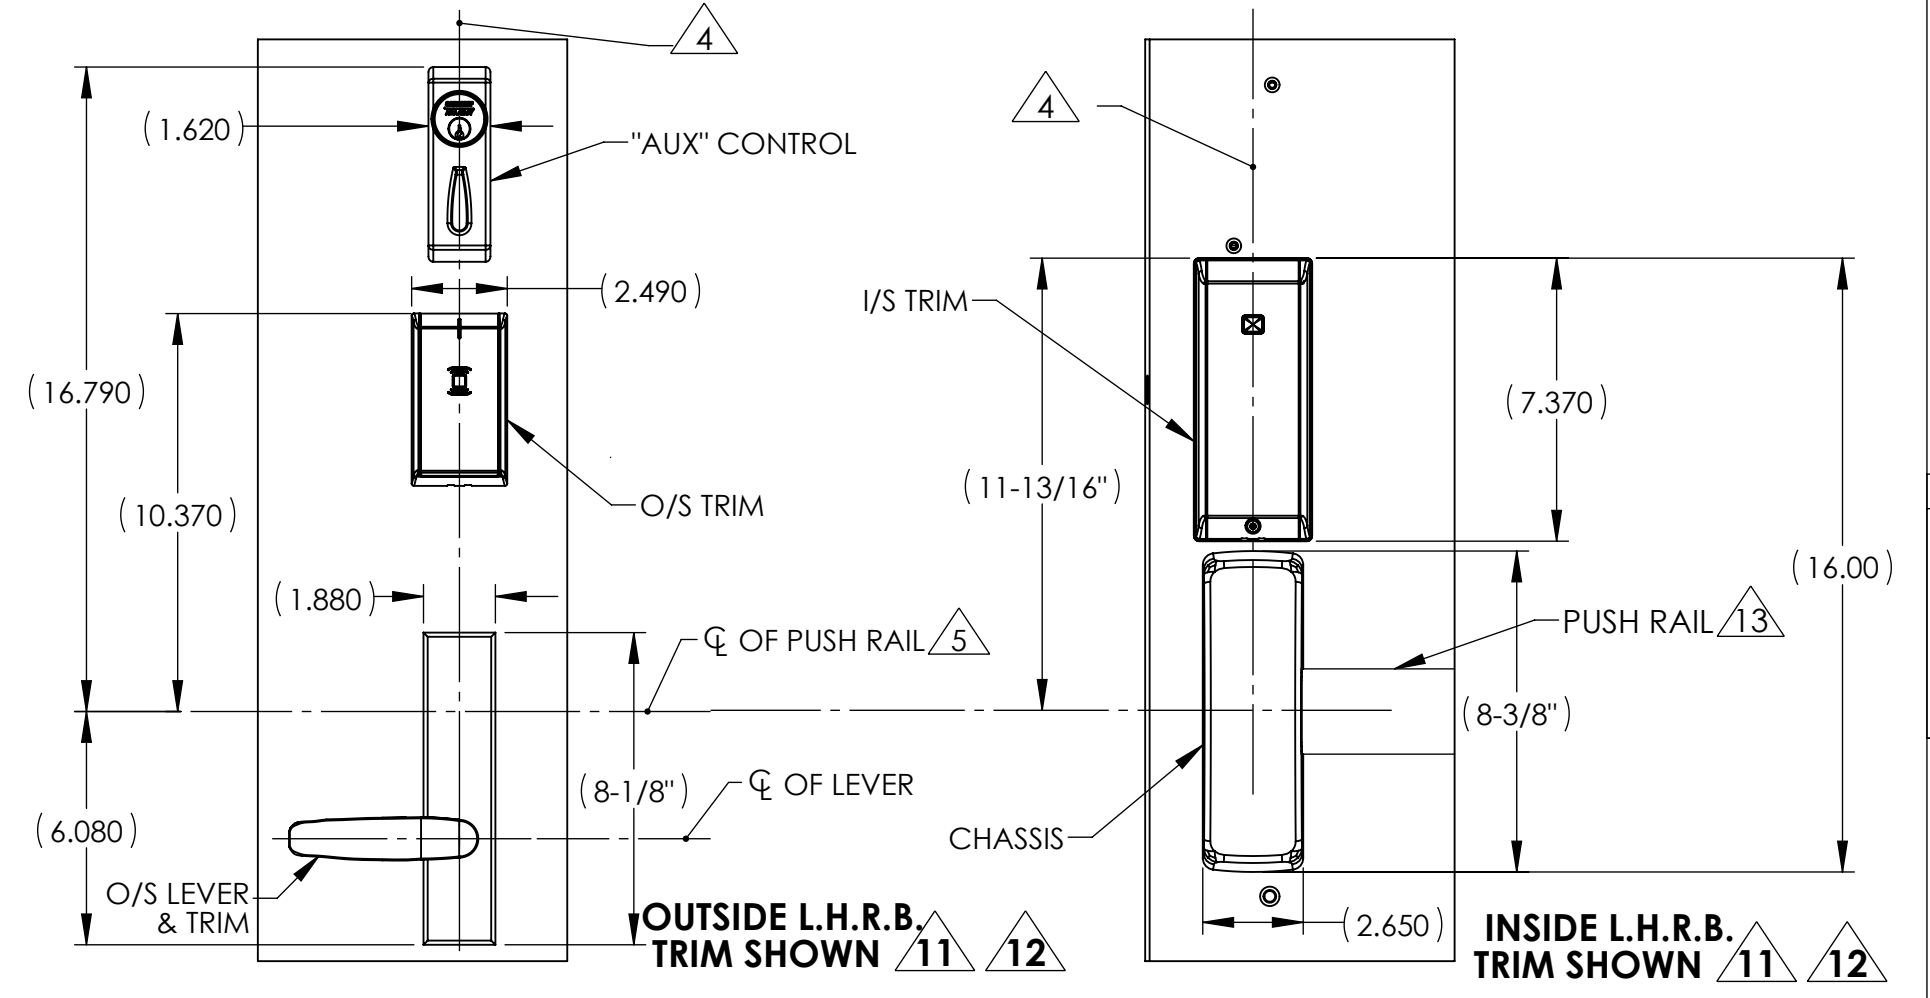 4
(1.620)
"AUX" CONTROL
(2.490)
(16.790)
(10.370)
O/S TRIM
(1.880)
℄ OF PUSH RAIL 5
(8-1/8")
℄ OF LEVER
(6.080)
O/S LEVER
& TRIM
OUTSIDE L.H.R.B.
TRIM SHOWN 11 12
4
I/S TRIM
(7.370)
(11-13/16")
(16.00)
PUSH RAIL 13
(8-3/8")
CHASSIS
(2.650)
INSIDE L.H.R.B.
TRIM SHOWN 11 12